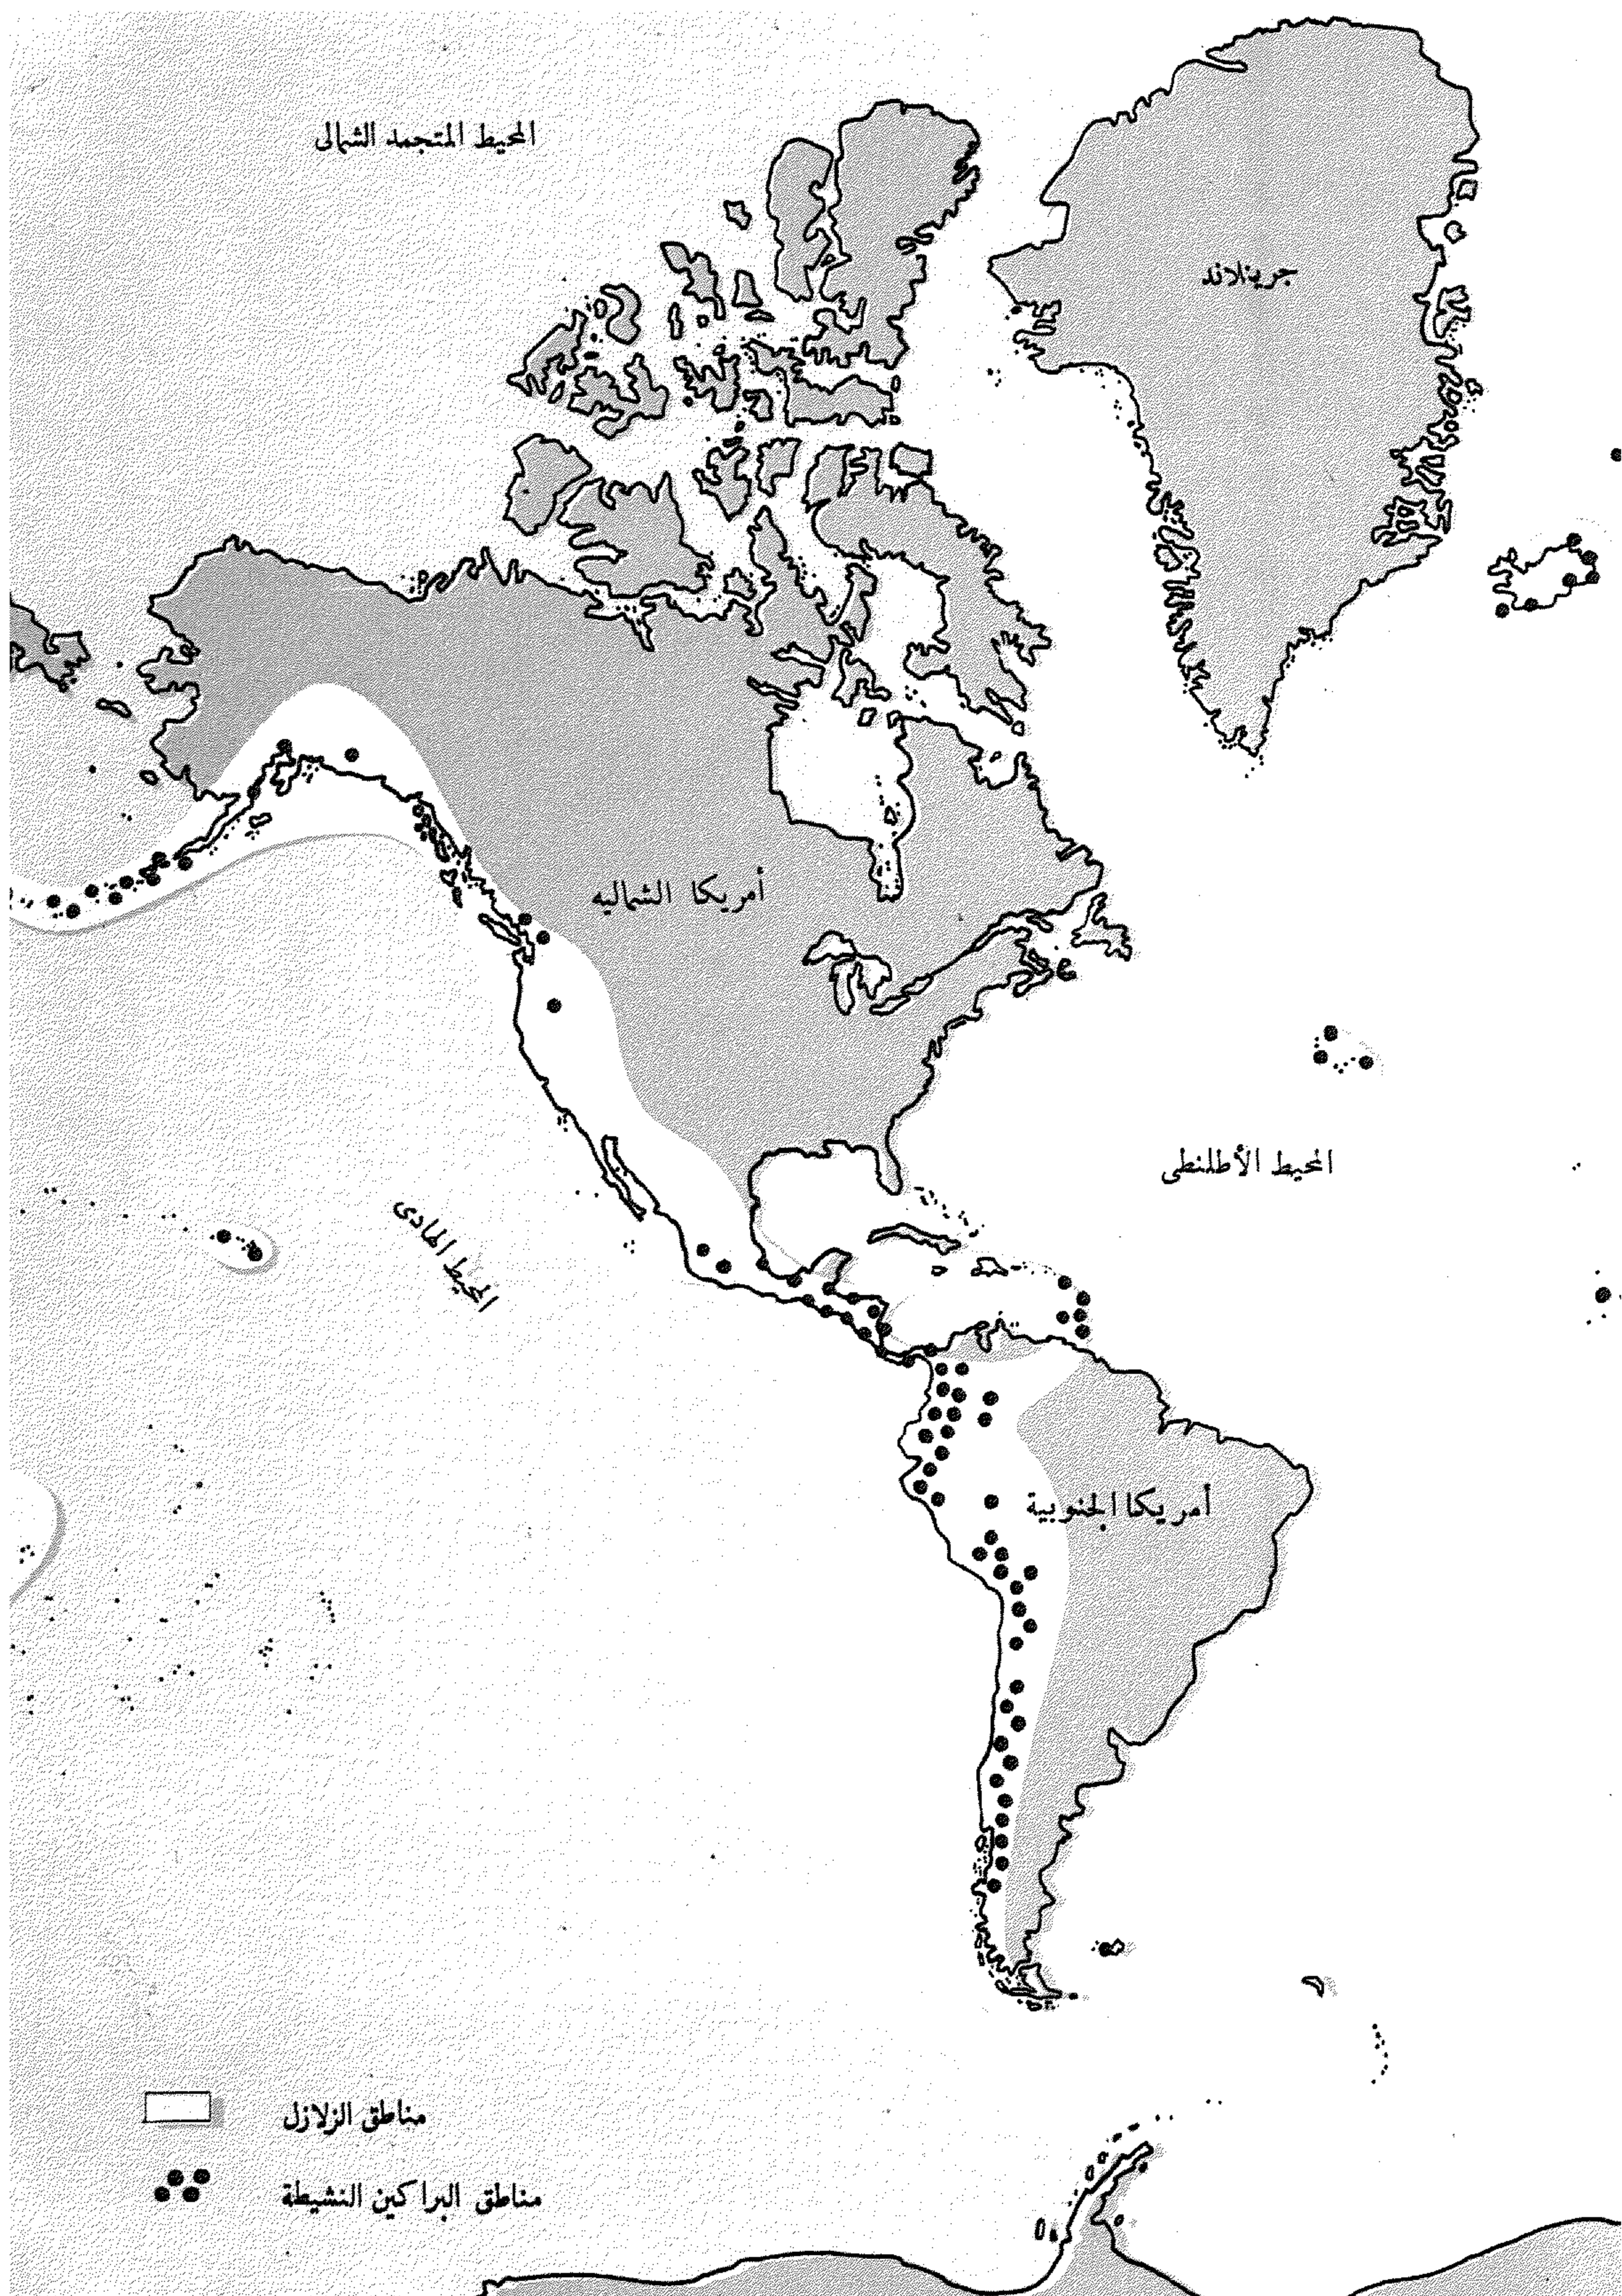 المحيط المتجمد الشمالى
جرينلاند
أمريكا الشماليه
المحيط الأطلنطى
المحيط الهادى
أمريكا الجنوبية
مناطق الزلازل
مناطق البراكين النشيطة